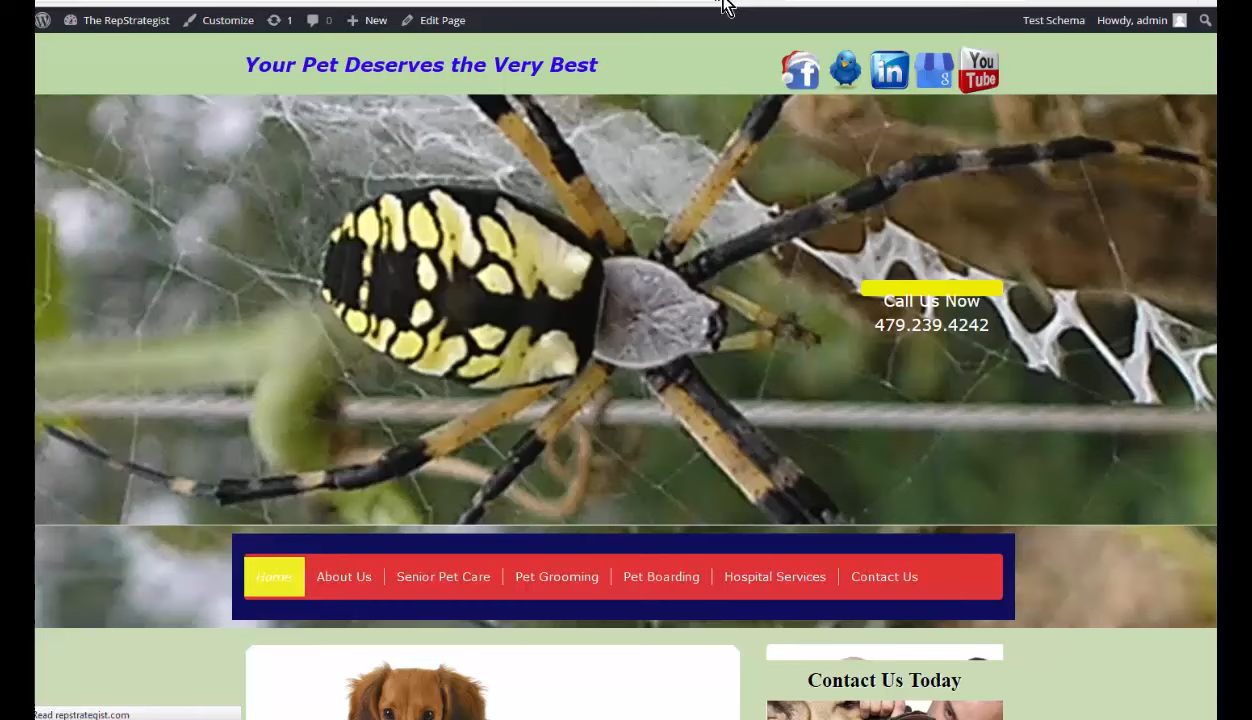 The RepStrategist Customize 1 0 New Edit Page Test Schema Howdy, admin
Your Pet Deserves the Very Best
f in g You Tube
Call Us Now
479.239.4242
Home About Us Senior Pet Care Pet Grooming Pet Boarding Hospital Services Contact Us
Contact Us Today
Read repstrategist.com